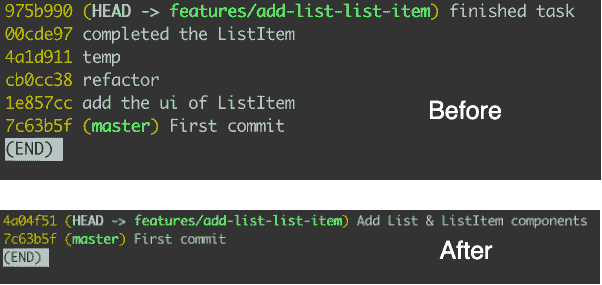 975b990 (HEAD -> features/add-list-list-item) finished task
00cde97 completed the ListItem
4a1d911 temp
cb0cc38 refactor
1e857cc add the ui of ListItem
7c63b5f (master) First commit
(END)
Before
4a04f51 (HEAD -> features/add-list-list-item) Add List & ListItem components
7c63b5f (master) First commit
(END)
After